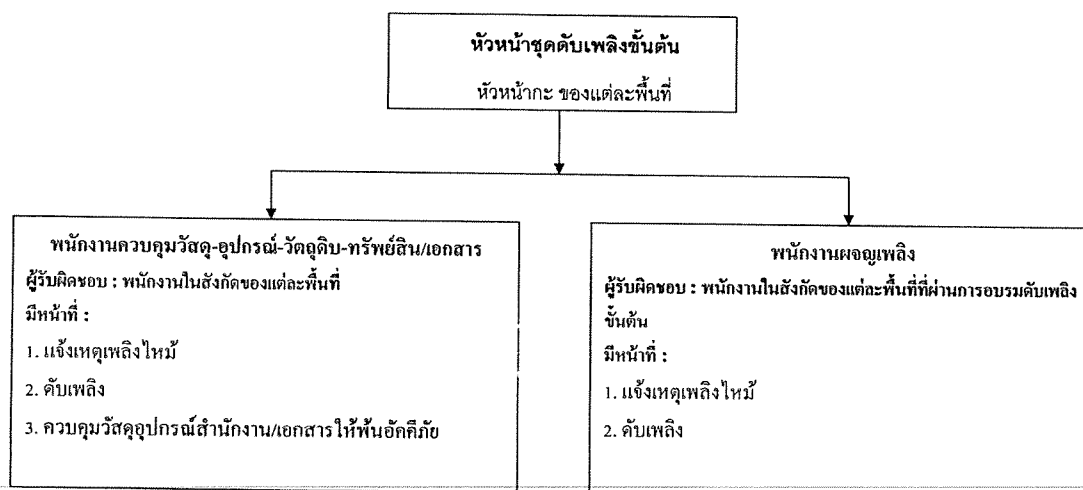 หัวหน้าชุดดับเพลิงขั้นต้น
หัวหน้ากะ ของแต่ละพื้นที่
พนักงานควบคุมวัสดุ-อุปกรณ์-วัตถุดิบ-ทรัพย์สิน/เอกสาร
ผู้รับผิดชอบ : พนักงานในสังกัดของแต่ละพื้นที่
มีหน้าที่ :
1. แจ้งเหตุเพลิงไหม้
2. ดับเพลิง
3. ควบคุมวัสดุอุปกรณ์สำนักงาน/เอกสารให้พ้นอัคคีภัย
พนักงานผจญเพลิง
ผู้รับผิดชอบ : พนักงานในสังกัดของแต่ละพื้นที่ที่ผ่านการอบรมดับเพลิง
ขั้นต้น
มีหน้าที่ :
1. แจ้งเหตุเพลิงไหม้
2. ดับเพลิง